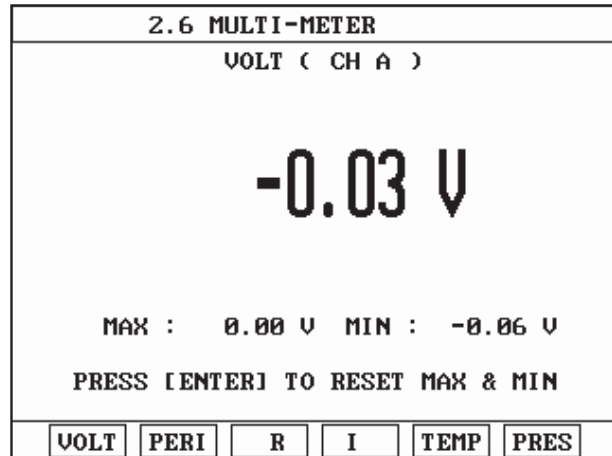 2.6 MULTI-METER
VOLT ( CH A )
-0.03 V
MAX : 0.00 V MIN : -0.06 V
PRESS [ENTER] TO RESET MAX & MIN
VOLT PERI R I TEMP PRES